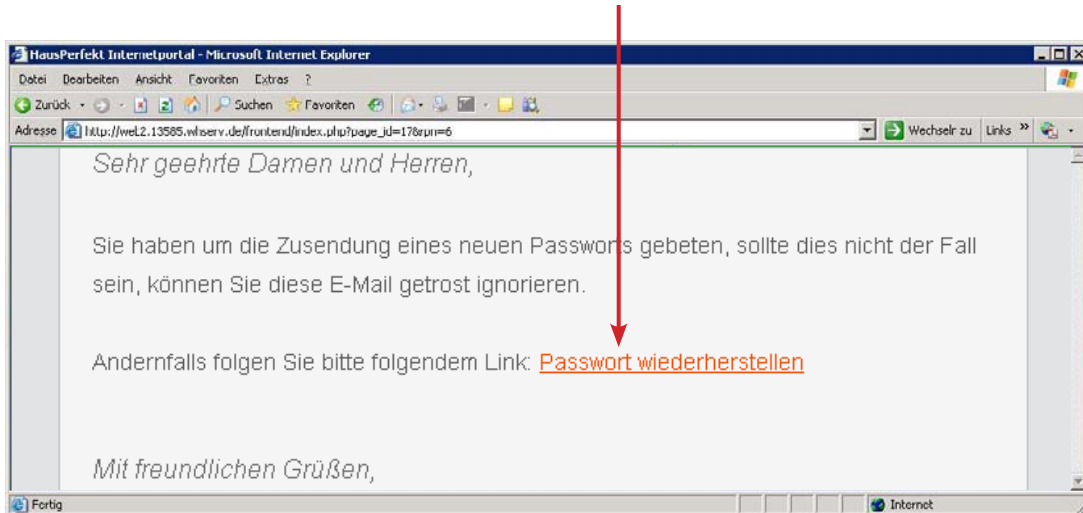 HausPerfekt Internetportal - Microsoft Internet Explorer
Datei Bearbeiten Ansicht Favoriten Extras ?
Zurück Suchen Favoriten
Adresse http://web2.13585.whserv.de/frontend/index.php?page_id=17&rpn=6 Wechseln zu Links »
Sehr geehrte Damen und Herren,
Sie haben um die Zusendung eines neuen Passworts gebeten, sollte dies nicht der Fall
sein, können Sie diese E-Mail getrost ignorieren.
Andernfalls folgen Sie bitte folgendem Link: Passwort wiederherstellen
Mit freundlichen Grüßen,
Fertig Internet